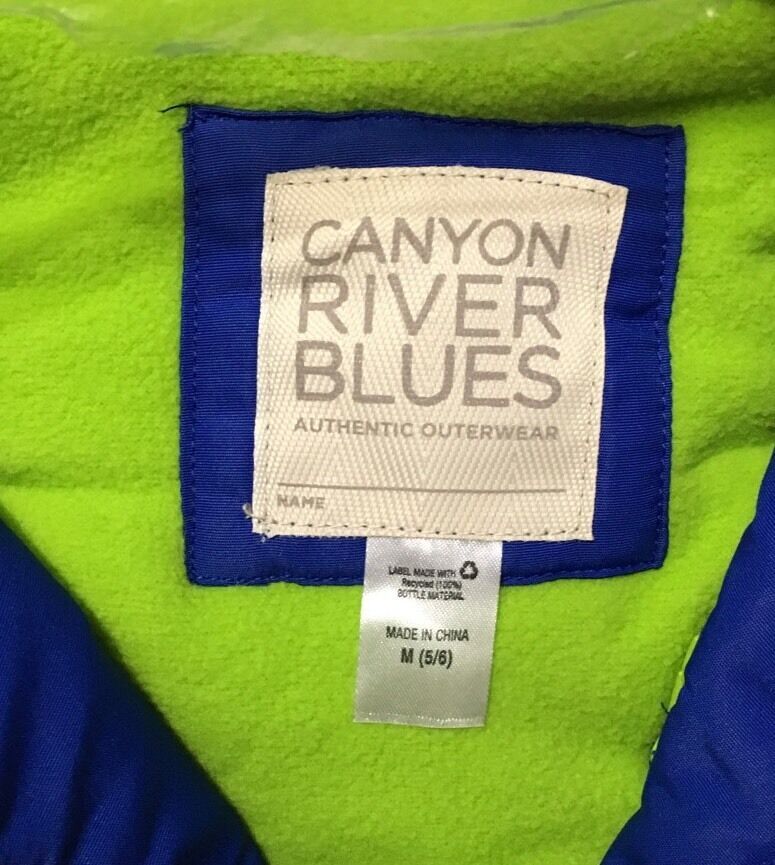 CANYON
RIVER
BLUES
AUTHENTIC OUTERWEAR
NAME
LABEL MADE WITH
Recycled (100%)
BOTTLE MATERIAL
MADE IN CHINA
M (5/6)